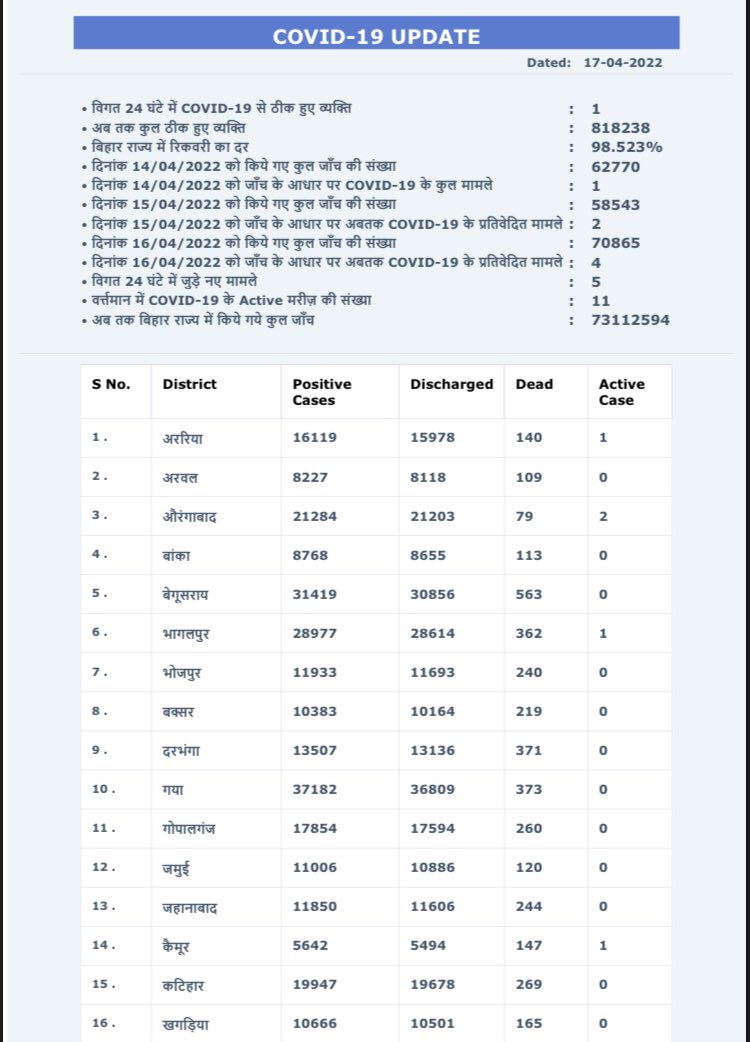 COVID-19 UPDATE
Dated: 17-04-2022
• विगत 24 घंटे में COVID-19 से ठीक हुए व्यक्ति : 1
• अब तक कुल ठीक हुए व्यक्ति : 818238
• बिहार राज्य में रिकवरी का दर : 98.523%
• दिनांक 14/04/2022 को किये गए कुल जाँच की संख्या : 62770
• दिनांक 14/04/2022 को जाँच के आधार पर COVID-19 के कुल मामले : 1
• दिनांक 15/04/2022 को किये गए कुल जाँच की संख्या : 58543
• दिनांक 15/04/2022 को जाँच के आधार पर अबतक COVID-19 के प्रतिवेदित मामले : 2
• दिनांक 16/04/2022 को किये गए कुल जाँच की संख्या : 70865
• दिनांक 16/04/2022 को जाँच के आधार पर अबतक COVID-19 के प्रतिवेदित मामले : 4
• विगत 24 घंटे में जुड़े नए मामले : 5
• वर्त्तमान में COVID-19 के Active मरीज़ की संख्या : 11
• अब तक बिहार राज्य में किये गये कुल जाँच : 73112594
S No. District Positive Cases Discharged Dead Active Case
1 . अररिया 16119 15978 140 1
2 . अरवल 8227 8118 109 0
3 . औरंगाबाद 21284 21203 79 2
4 . बांका 8768 8655 113 0
5 . बेगूसराय 31419 30856 563 0
6 . भागलपुर 28977 28614 362 1
7 . भोजपुर 11933 11693 240 0
8 . बक्सर 10383 10164 219 0
9 . दरभंगा 13507 13136 371 0
10 . गया 37182 36809 373 0
11 . गोपालगंज 17854 17594 260 0
12 . जमुई 11006 10886 120 0
13 . जहानाबाद 11850 11606 244 0
14 . कैमूर 5642 5494 147 1
15 . कटिहार 19947 19678 269 0
16 . खगड़िया 10666 10501 165 0